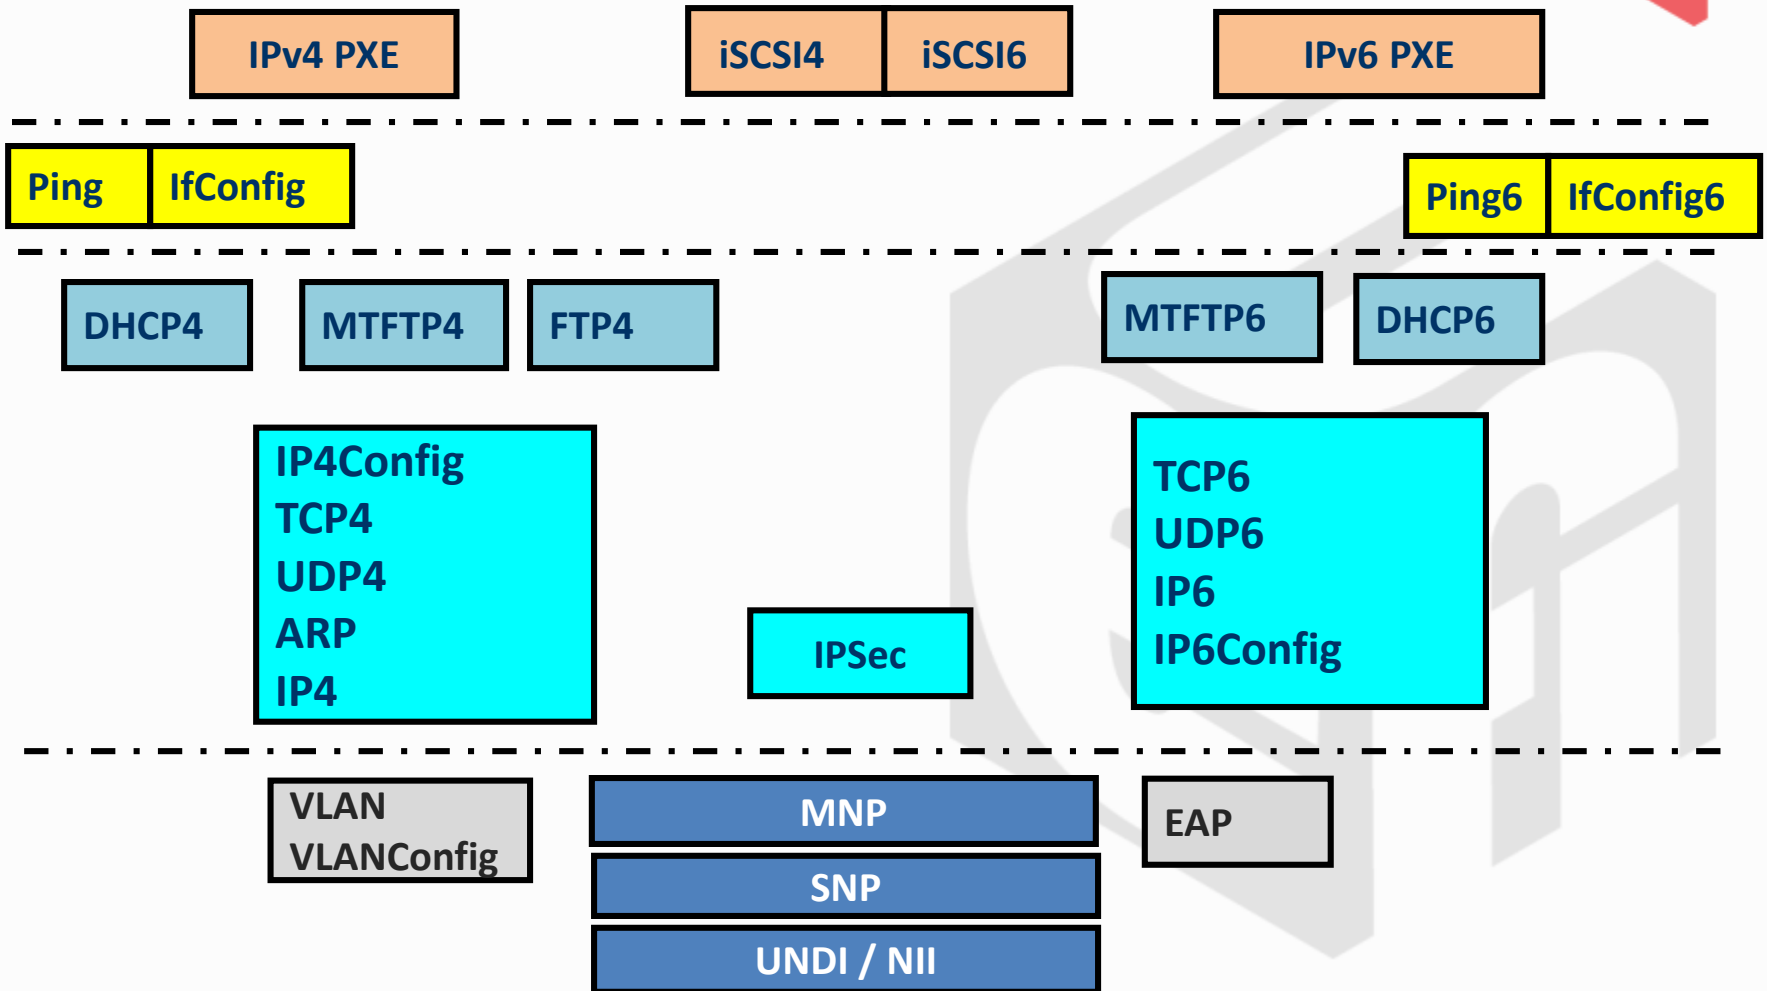 IPv4 PXE
iSCSI4
iSCSI6
IPv6 PXE
Ping
IfConfig
Ping6
IfConfig6
DHCP4
MTFTP4
FTP4
MTFTP6
DHCP6
IP4Config
TCP4
UDP4
ARP
IP4
IPSec
TCP6
UDP6
IP6
IP6Config
VLAN
VLANConfig
MNP
EAP
SNP
UNDI / NII